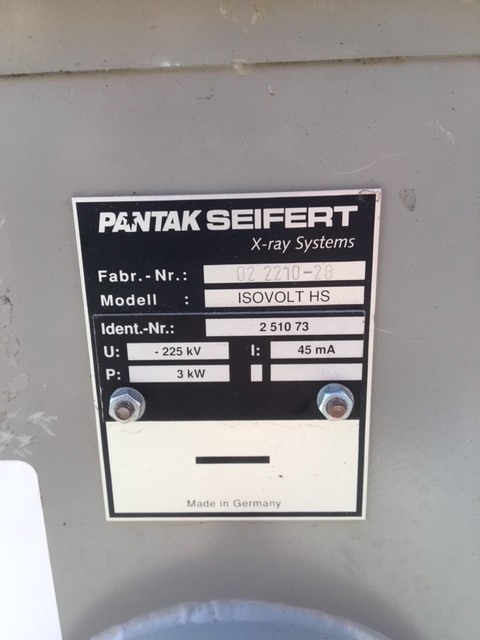 PANTAK SEIFERT
X-ray Systems
Fabr.-Nr.: 02 2210-28
Modell : ISOVOLT HS
Ident.-Nr.: 2 510 73
U: - 225 kV I: 45 mA
P: 3 kW
Made in Germany